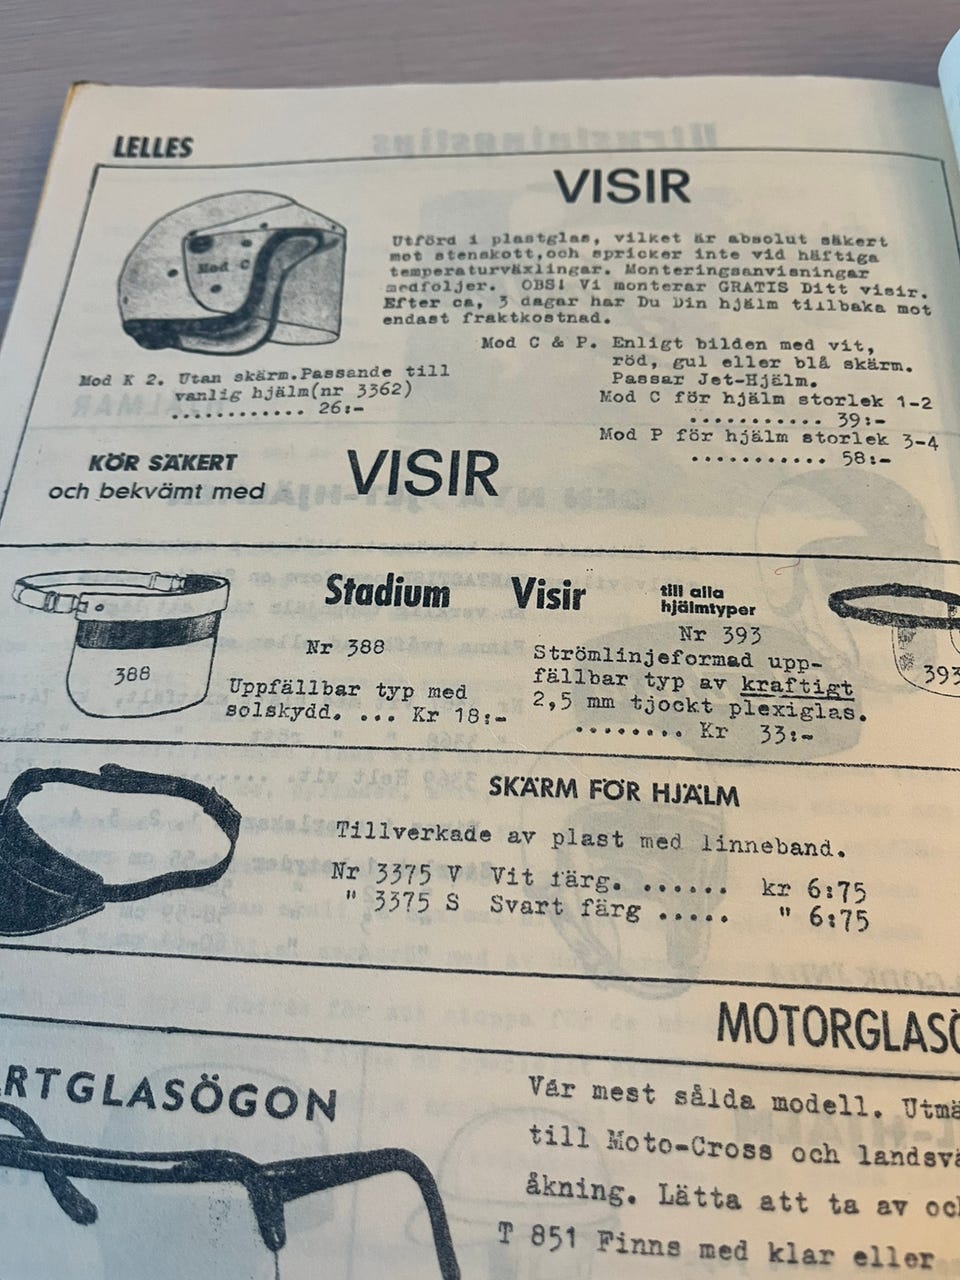 LELLES
VISIR
Utförd i plastglas, vilket är absolut säkert
mot stenskott,och spricker inte vid häftiga
temperaturväxlingar. Monteringsanvisningar
medföljer. OBS! Vi monterar GRATIS Ditt visir.
Efter ca, 3 dagar har Du Din hjälm tillbaka mot
endast fraktkostnad.
Mod C
Mod K 2. Utan skärm.Passande till
vanlig hjälm(nr 3362)
............. 26:-
Mod C & P. Enligt bilden med vit,
röd, gul eller blå skärm.
Passar Jet-Hjälm.
Mod C för hjälm storlek 1-2
........... 39:-
Mod P för hjälm storlek 3-4
........... 58:-
KÖR SÄKERT
och bekvämt med
VISIR
388
Stadium
Nr 388
Uppfällbar typ med
solskydd. ... Kr 18:-
Visir
till alla
hjälmtyper
Nr 393
Strömlinjeformad upp-
fällbar typ av kraftigt
2,5 mm tjockt plexiglas.
........ Kr 33:-
393
SKÄRM FÖR HJÄLM
Tillverkade av plast med linneband.
Nr 3375 V Vit färg. ...... kr 6:75
" 3375 S Svart färg ..... " 6:75
MOTORGLASÖ
RTGLASÖGON
Vår mest sålda modell. Utmä
till Moto-Cross och landsvä
åkning. Lätta att ta av oc
T 851 Finns med klar eller